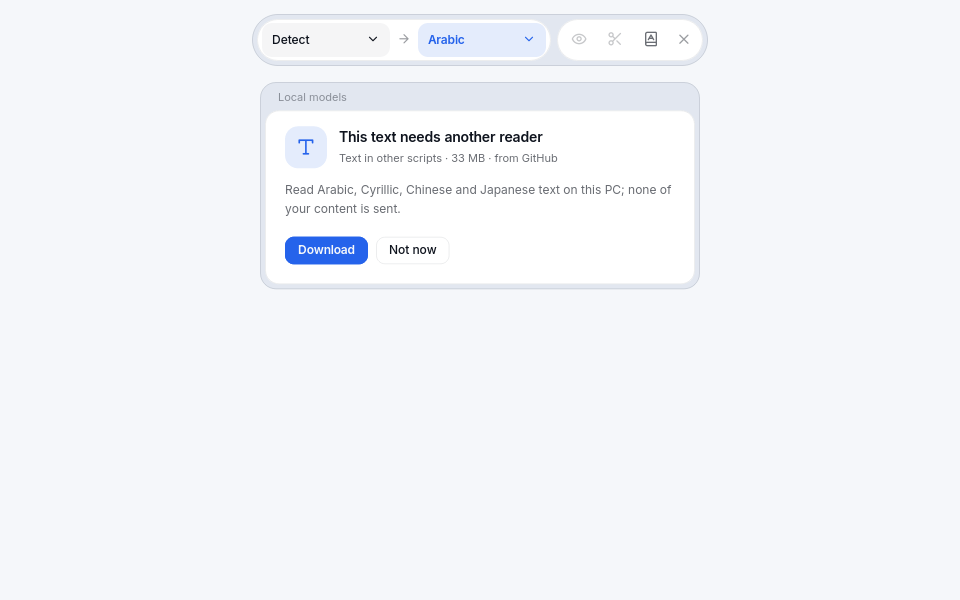 Detect
Arabic
Local models
This text needs another reader
Text in other scripts · 33 MB · from GitHub
Read Arabic, Cyrillic, Chinese and Japanese text on this PC; none of
your content is sent.
Download
Not now